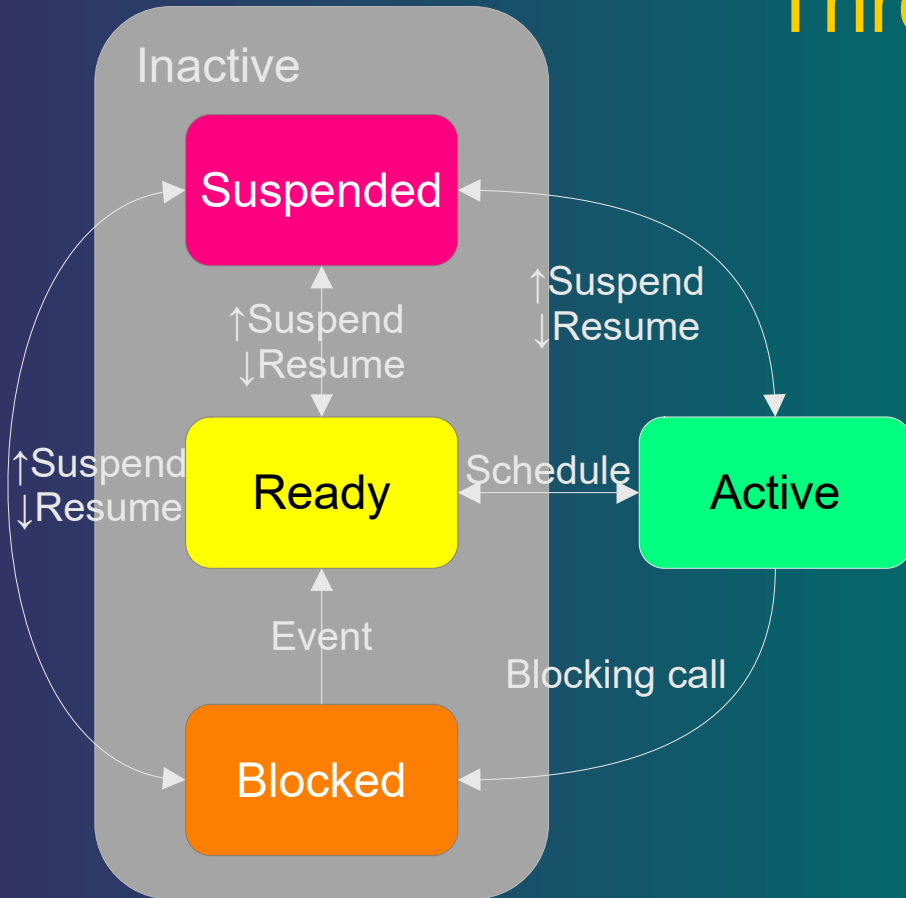 Inactive
Suspended
↑Suspend
↓Resume
↑Suspend
↓Resume
↑Suspend
↓Resume
Ready
Schedule
Active
Event
Blocking call
Blocked